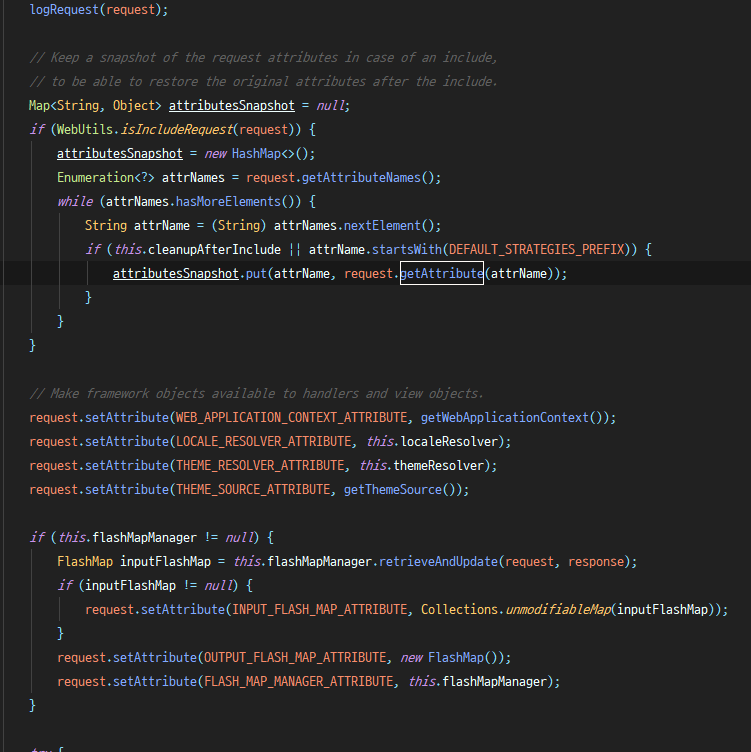 logRequest(request);
// Keep a snapshot of the request attributes in case of an include,
// to be able to restore the original attributes after the include.
Map<String, Object> attributesSnapshot = null;
if (WebUtils.isIncludeRequest(request)) {
attributesSnapshot = new HashMap<>();
Enumeration<?> attrNames = request.getAttributeNames();
while (attrNames.hasMoreElements()) {
String attrName = (String) attrNames.nextElement();
if (this.cleanupAfterInclude || attrName.startsWith(DEFAULT_STRATEGIES_PREFIX)) {
attributesSnapshot.put(attrName, request.getAttribute(attrName));
}
}
}
// Make framework objects available to handlers and view objects.
request.setAttribute(WEB_APPLICATION_CONTEXT_ATTRIBUTE, getWebApplicationContext());
request.setAttribute(LOCALE_RESOLVER_ATTRIBUTE, this.localeResolver);
request.setAttribute(THEME_RESOLVER_ATTRIBUTE, this.themeResolver);
request.setAttribute(THEME_SOURCE_ATTRIBUTE, getThemeSource());
if (this.flashMapManager != null) {
FlashMap inputFlashMap = this.flashMapManager.retrieveAndUpdate(request, response);
if (inputFlashMap != null) {
request.setAttribute(INPUT_FLASH_MAP_ATTRIBUTE, Collections.unmodifiableMap(inputFlashMap));
}
request.setAttribute(OUTPUT_FLASH_MAP_ATTRIBUTE, new FlashMap());
request.setAttribute(FLASH_MAP_MANAGER_ATTRIBUTE, this.flashMapManager);
}